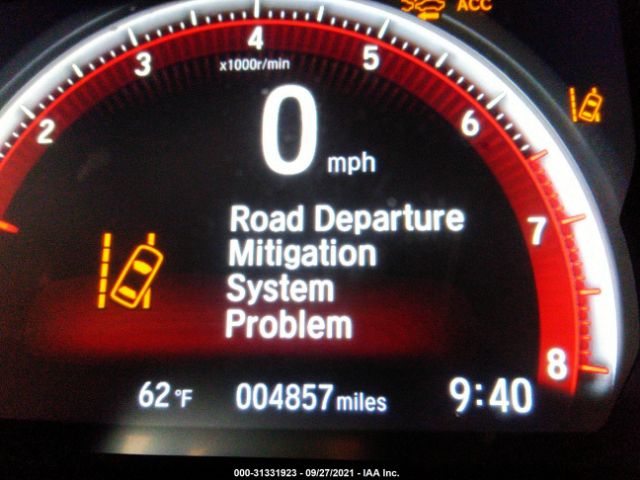 ACC
4
3
5
x1000r/min
2
6
0 mph
Road Departure
Mitigation
System
Problem
7
8
62°F 004857 miles 9:40
000-31331923 - 09/27/2021 - IAA Inc.